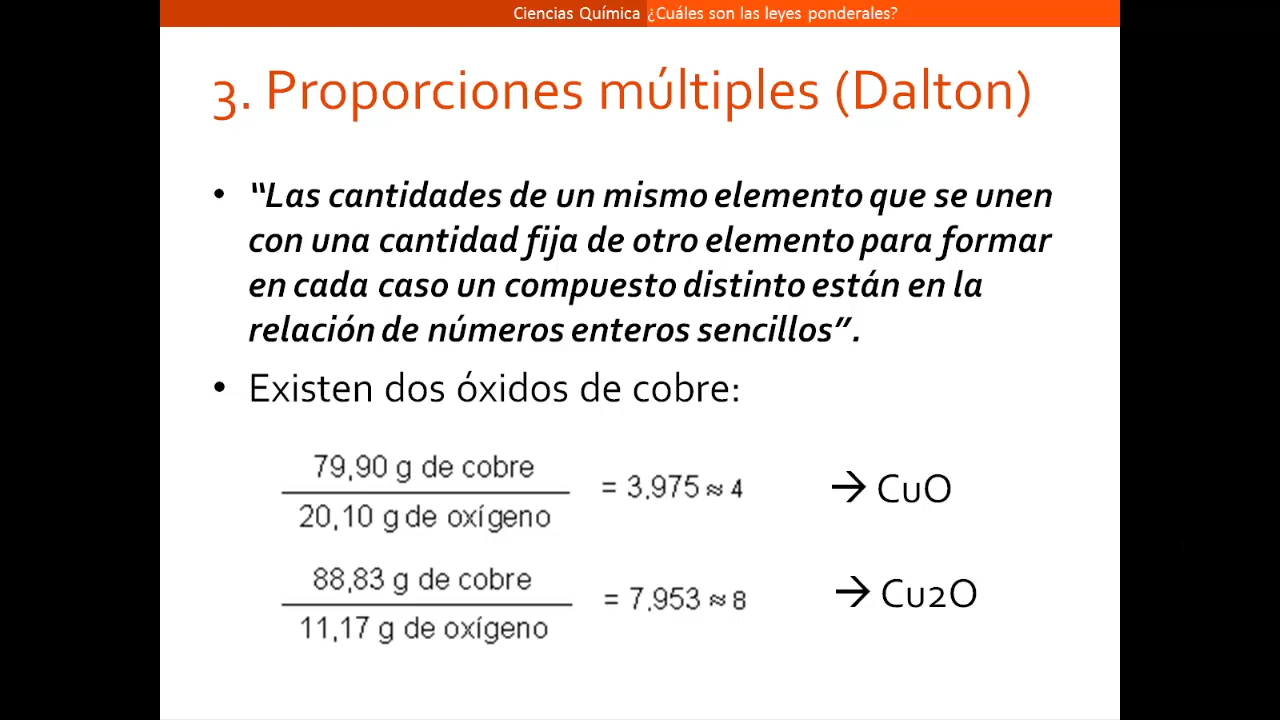 Ciencias Química ¿Cuáles son las leyes ponderales?
3. Proporciones múltiples (Dalton)
• “Las cantidades de un mismo elemento que se unen
con una cantidad fija de otro elemento para formar
en cada caso un compuesto distinto están en la
relación de números enteros sencillos”.
• Existen dos óxidos de cobre:
79,90 g de cobre
20,10 g de oxígeno
= 3,975 ≈ 4
→ CuO
88,83 g de cobre
11,17 g de oxígeno
= 7,953 ≈ 8
→ Cu2O